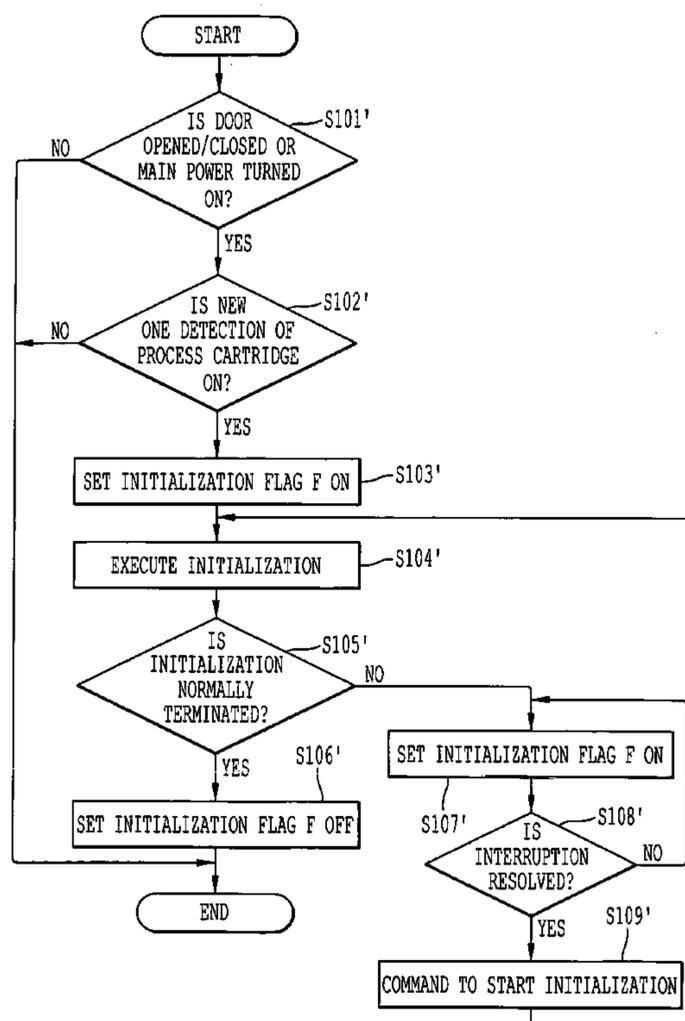 START
IS DOOR
OPENED/CLOSED OR
MAIN POWER TURNED
ON?
S101'
NO
YES
IS NEW
ONE DETECTION OF
PROCESS CARTRIDGE
ON?
S102'
NO
YES
SET INITIALIZATION FLAG F ON
S103'
EXECUTE INITIALIZATION
S104'
IS
INITIALIZATION
NORMALLY
TERMINATED?
S105'
NO
YES
S106'
SET INITIALIZATION FLAG F OFF
END
SET INITIALIZATION FLAG F ON
S107'
IS
INTERRUPTION
RESOLVED?
S108'
NO
YES
S109'
COMMAND TO START INITIALIZATION